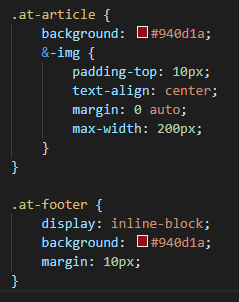 .at-article {
    background: #940d1a;
    &-img {
        padding-top: 10px;
        text-align: center;
        margin: 0 auto;
        max-width: 200px;
    }
}

.at-footer {
    display: inline-block;
    background: #940d1a;
    margin: 10px;
}